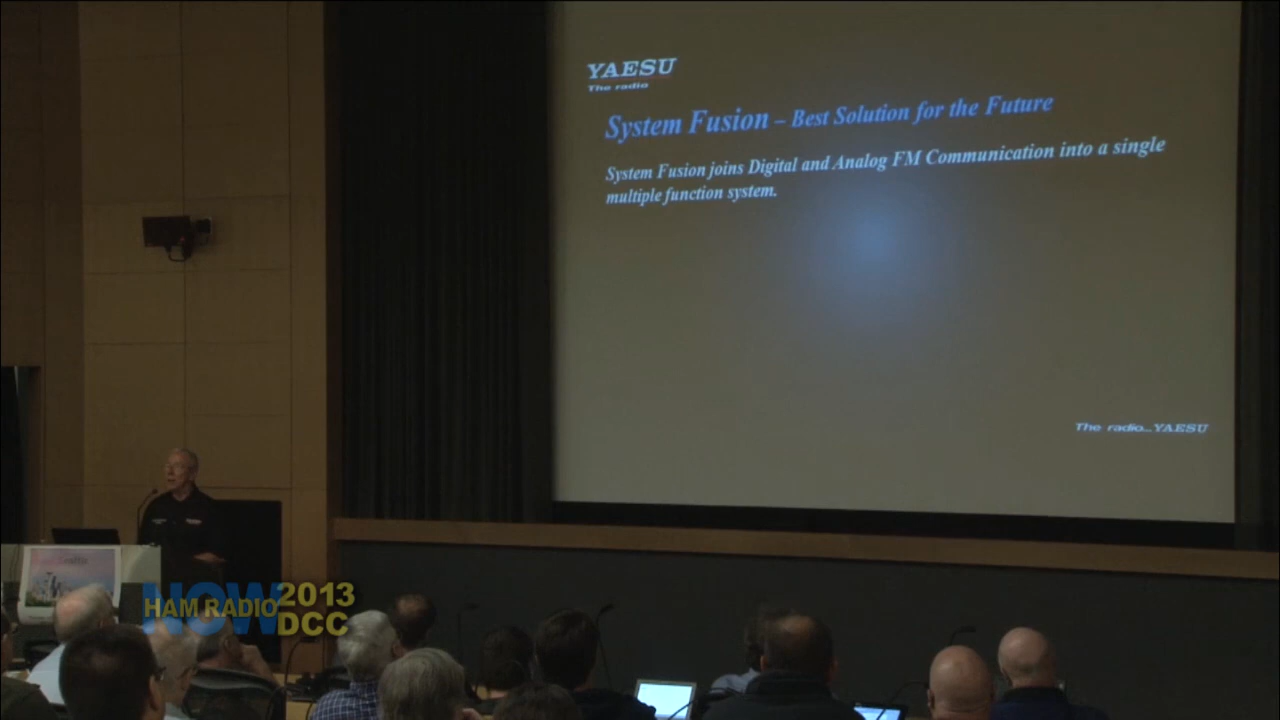 YAESU
The radio
System Fusion – Best Solution for the Future
System Fusion joins Digital and Analog FM Communication into a single
multiple function system.
The radio...YAESU
NOW
HAM RADIO
2013
DCC